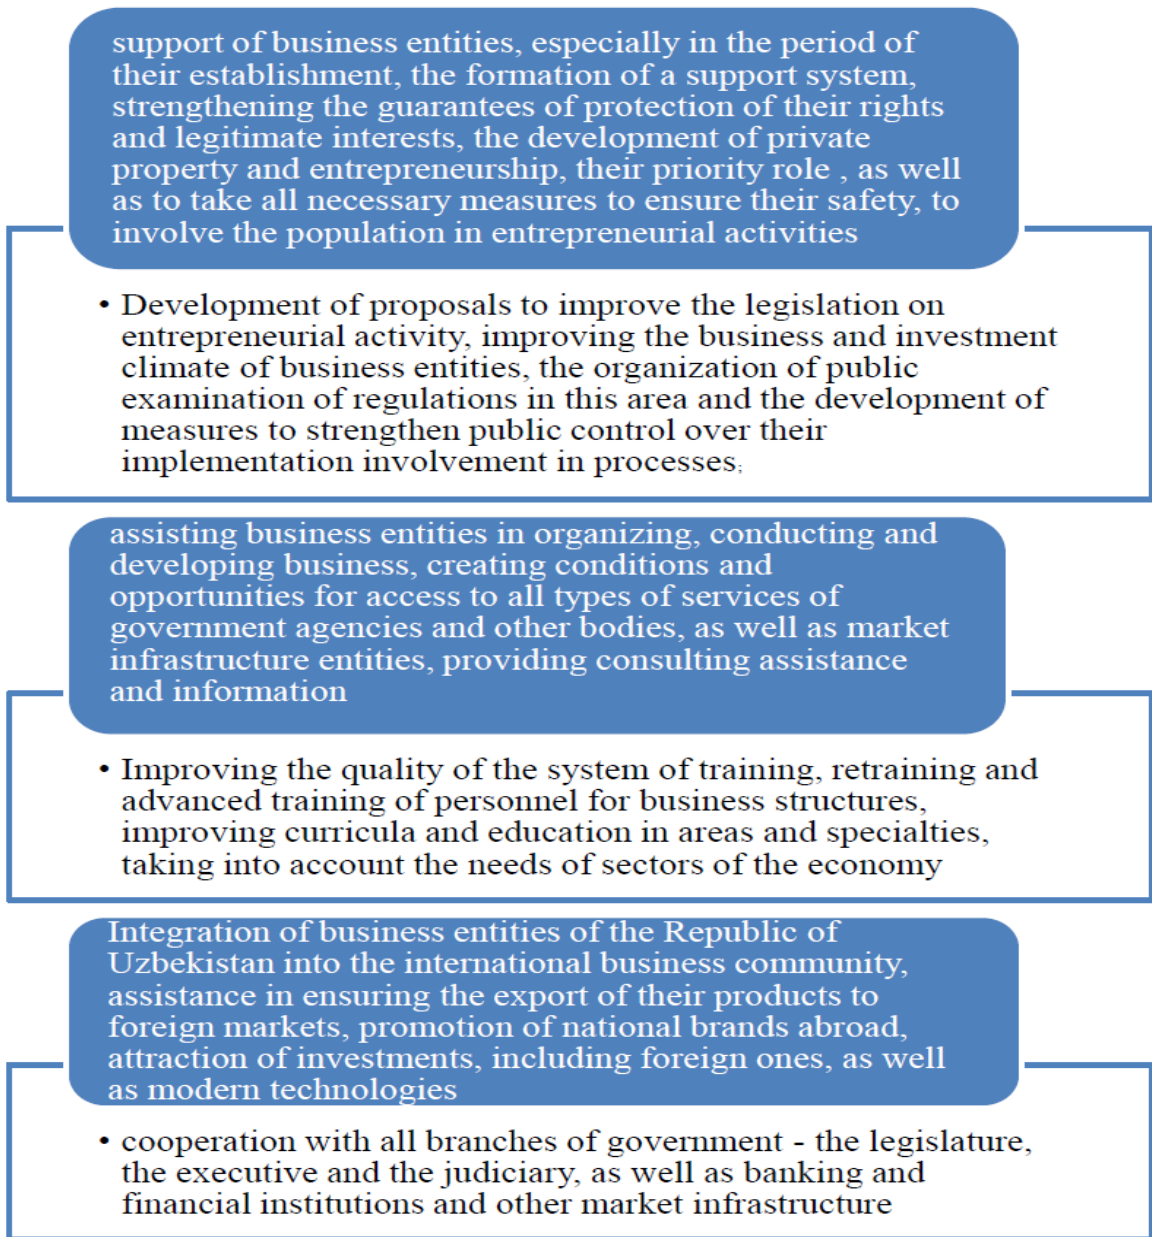 support of business entities, especially in the period of
their establishment, the formation of a support system,
strengthening the guarantees of protection of their rights
and legitimate interests, the development of private
property and entrepreneurship, their priority role , as well
as to take all necessary measures to ensure their safety, to
involve the population in entrepreneurial activities
• Development of proposals to improve the legislation on
entrepreneurial activity, improving the business and investment
climate of business entities, the organization of public
examination of regulations in this area and the development of
measures to strengthen public control over their
implementation involvement in processes;
assisting business entities in organizing, conducting and
developing business, creating conditions and
opportunities for access to all types of services of
government agencies and other bodies, as well as market
infrastructure entities, providing consulting assistance
and information
• Improving the quality of the system of training, retraining and
advanced training of personnel for business structures,
improving curricula and education in areas and specialties,
taking into account the needs of sectors of the economy
Integration of business entities of the Republic of
Uzbekistan into the international business community,
assistance in ensuring the export of their products to
foreign markets, promotion of national brands abroad,
attraction of investments, including foreign ones, as well
as modern technologies
• cooperation with all branches of government - the legislature,
the executive and the judiciary, as well as banking and
financial institutions and other market infrastructure